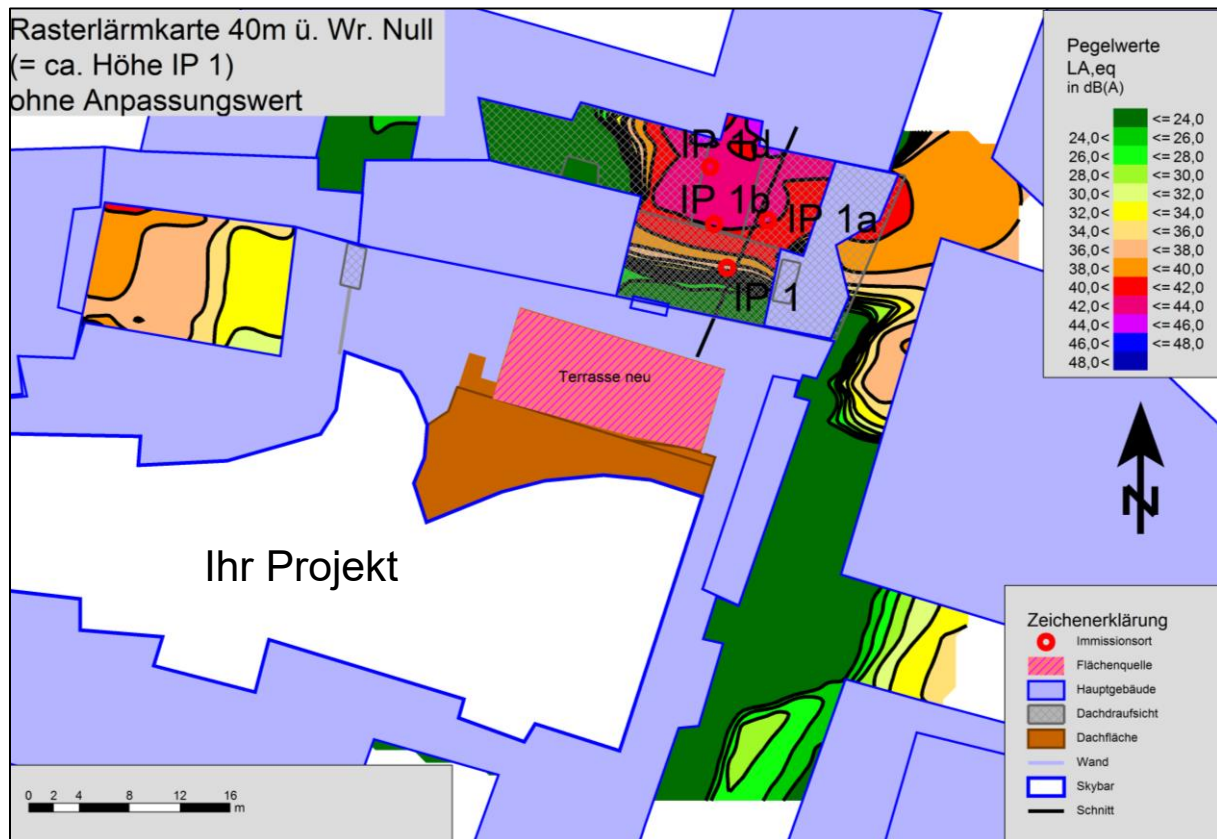 Rasterlärmkarte 40m ü. Wr. Null
(= ca. Höhe IP 1)
ohne Anpassungswert
Pegelwerte
LA,eq
in dB(A)
<= 24,0
24,0 < <= 26,0
26,0 < <= 28,0
28,0 < <= 30,0
30,0 < <= 32,0
32,0 < <= 34,0
34,0 < <= 36,0
36,0 < <= 38,0
38,0 < <= 40,0
40,0 < <= 42,0
42,0 < <= 44,0
44,0 < <= 46,0
46,0 < <= 48,0
48,0 <
IP 1b
IP 1a
IP 1
Terrasse neu
N
Ihr Projekt
Zeichenerklärung
Immissionsort
Flächenquelle
Hauptgebäude
Dachdraufsicht
Dachfläche
Wand
Skybar
Schnitt
0 2 4 8 12 16
m